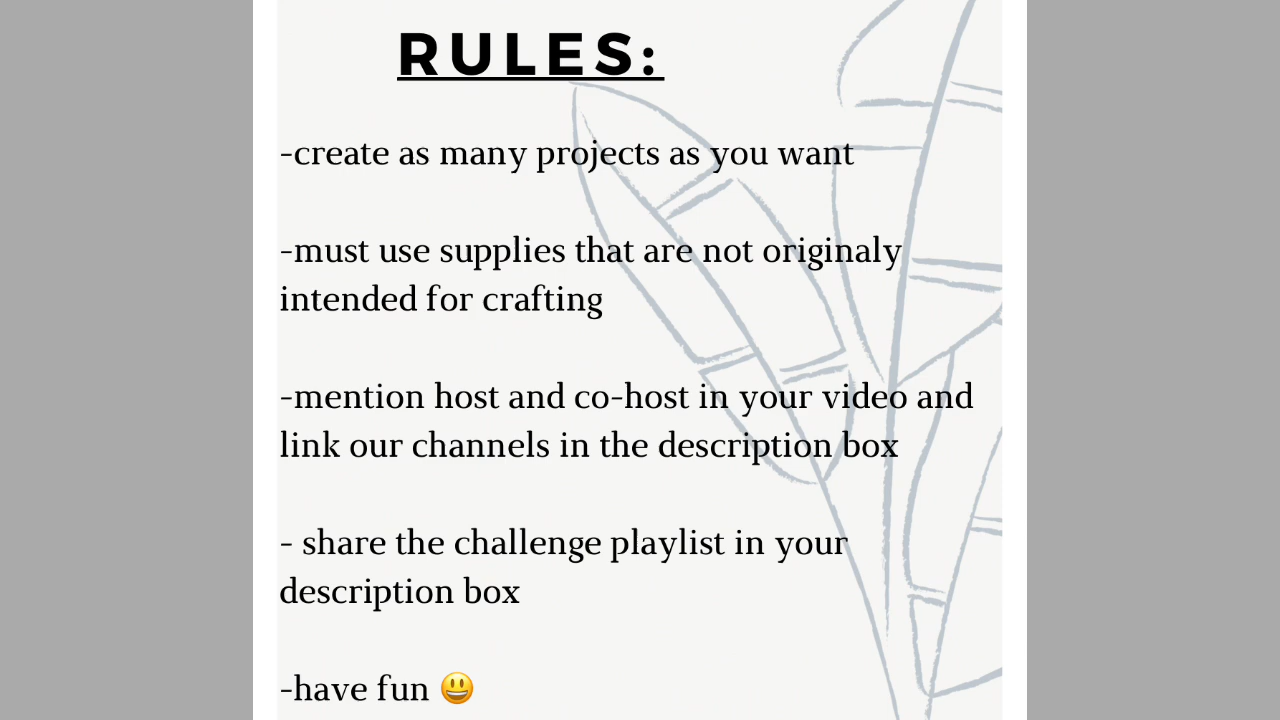 RULES:
-create as many projects as you want
-must use supplies that are not originaly
intended for crafting
-mention host and co-host in your video and
link our channels in the description box
- share the challenge playlist in your
description box
-have fun 😃